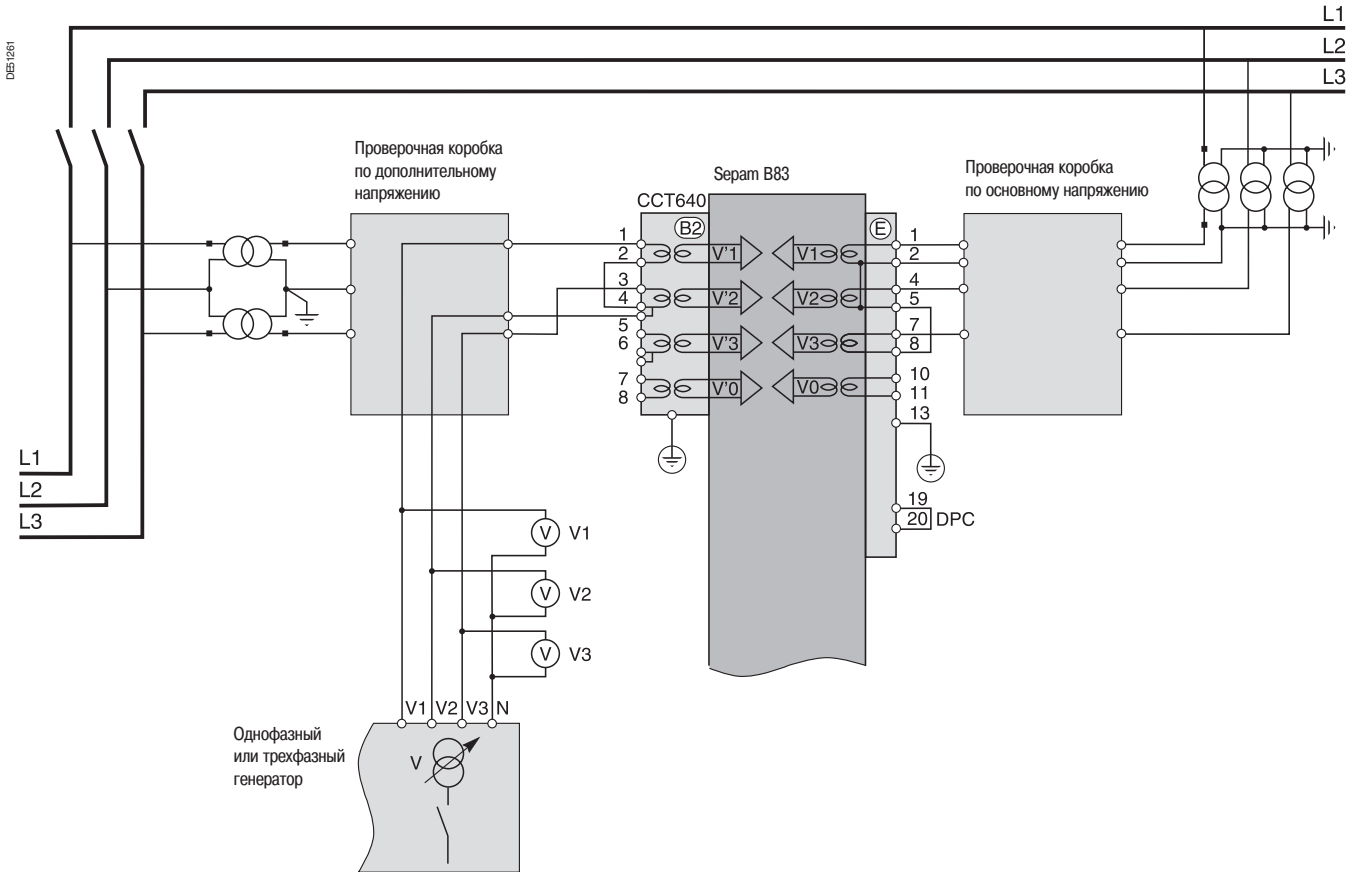 L1
L2
L3
DE51261
Проверочная коробка
по дополнительному
напряжению
Sepam B83
Проверочная коробка
по основному напряжению
CCT640
B2
E
1
2
3
4
5
6
7
8
V'1
V'2
V'3
V'0
V1
V2
V3
V0
1
2
4
5
7
8
10
11
13
19
20 DPC
L1
L2
L3
V V1
V V2
V V3
V1 V2 V3 N
Однофазный
или трехфазный
генератор
V